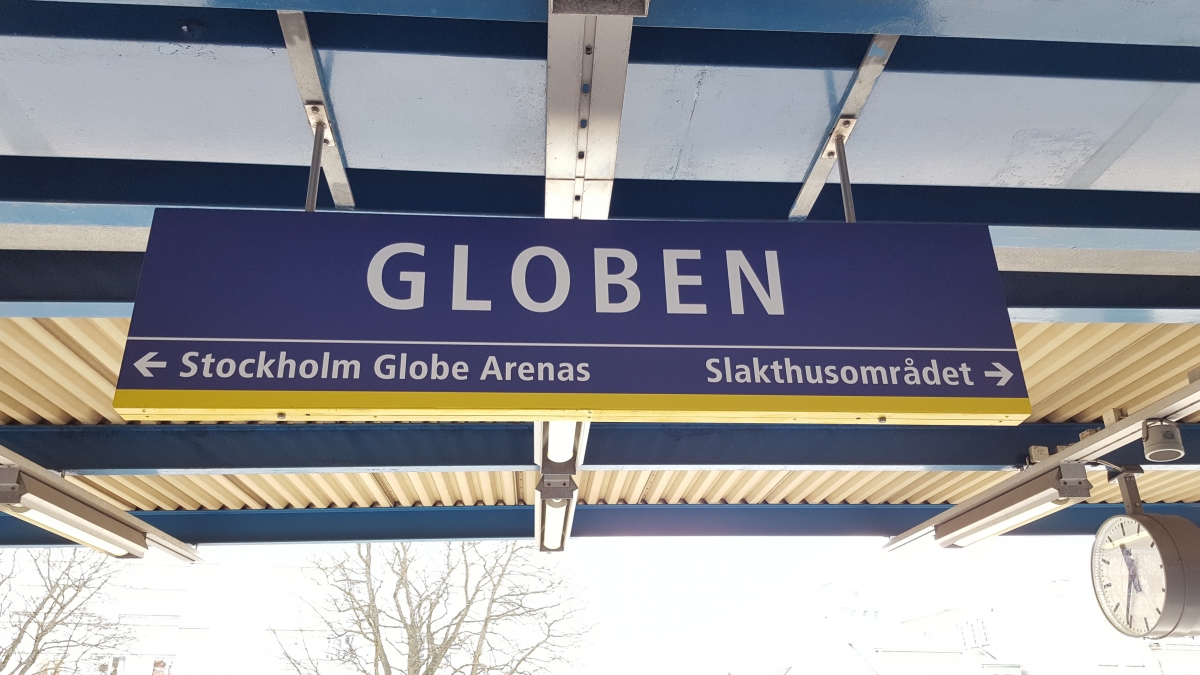 GLOBEN
← Stockholm Globe Arenas
Slakthusområdet →